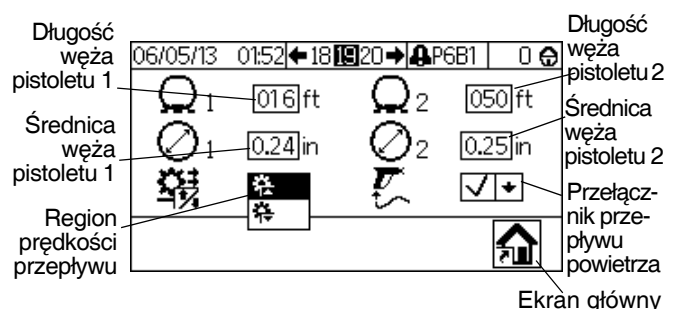 Długość
węża
pistoletu 1
Średnica
węża
pistoletu 1
Region
prędkości
przepływu
06/05/13 01:52 18 19 20 P6B1 0
1 016 ft 2 050 ft
1 0.24 in 2 0.25 in
Długość
węża
pistoletu 2
Średnica
węża
pistoletu 2
Przełącz-
nik prze-
pływu
powietrza
Ekran główny